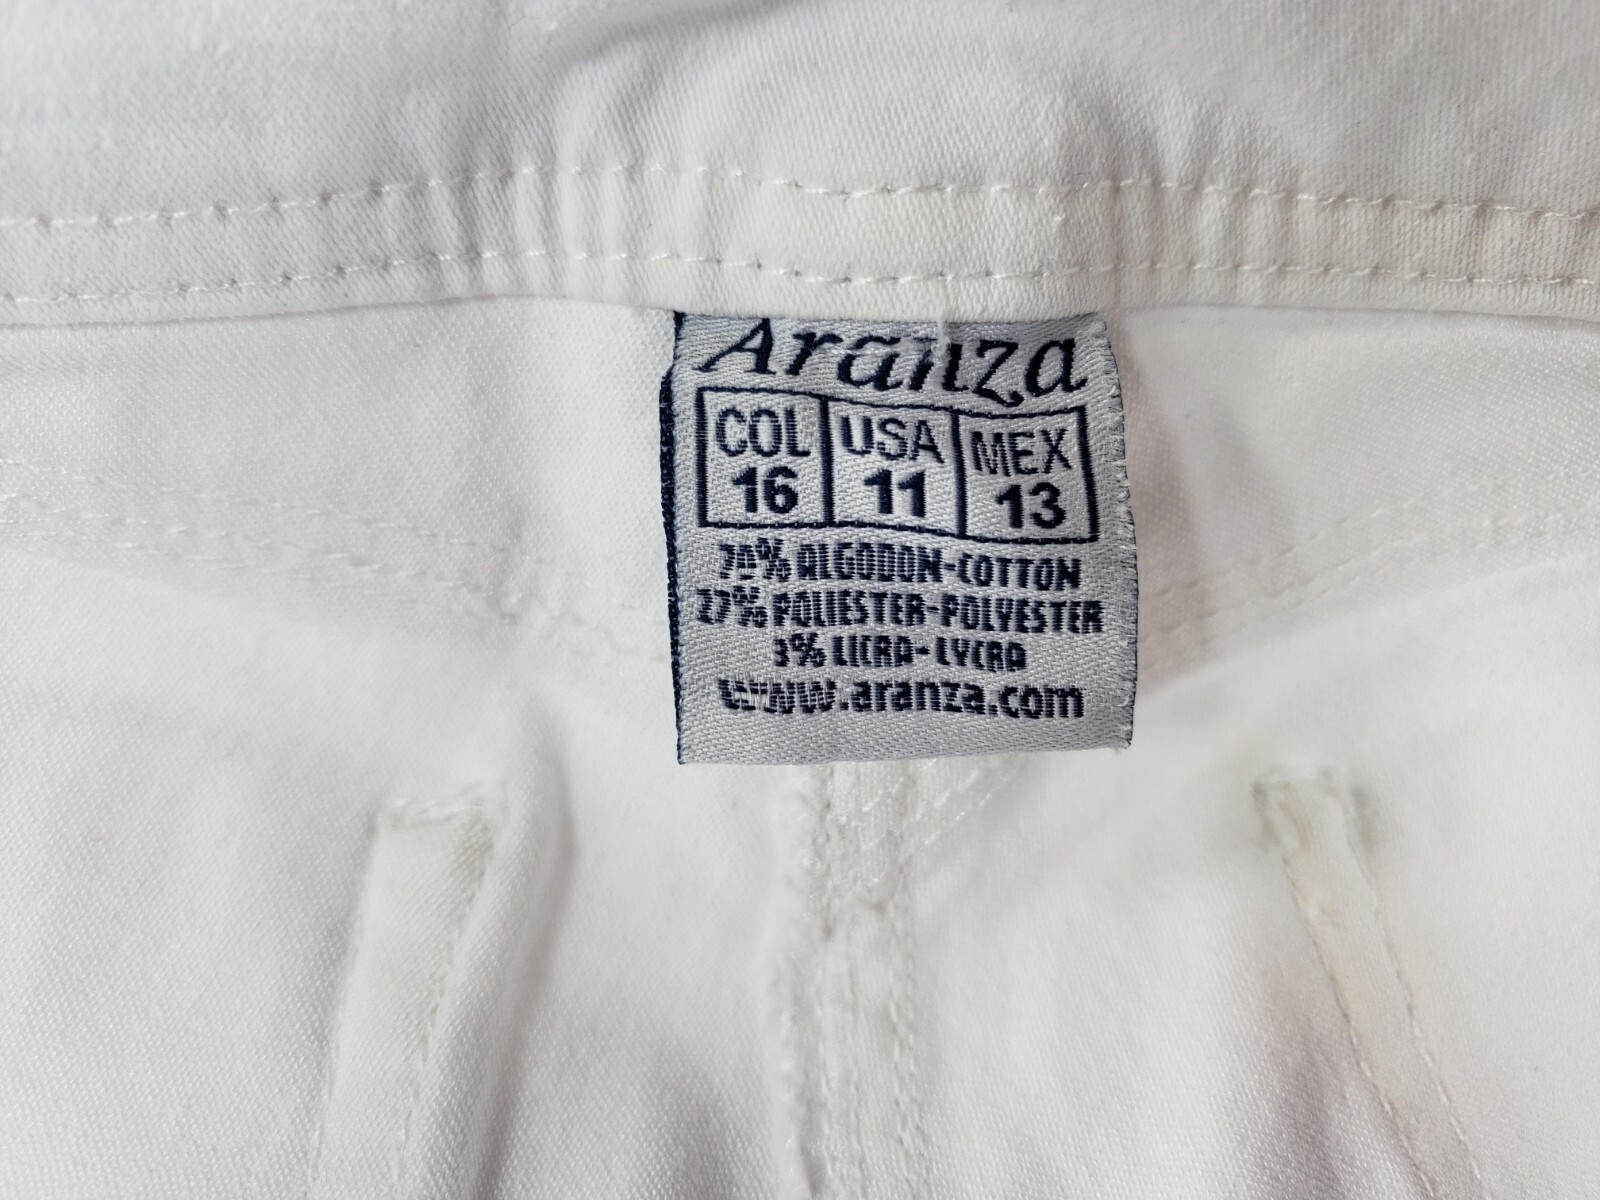 Aranza
COL USA MEX
16 11 13
70% ALGODON-COTTON
27% POLIESTER-POLYESTER
3% LICRA-LYCRA
www.aranza.com